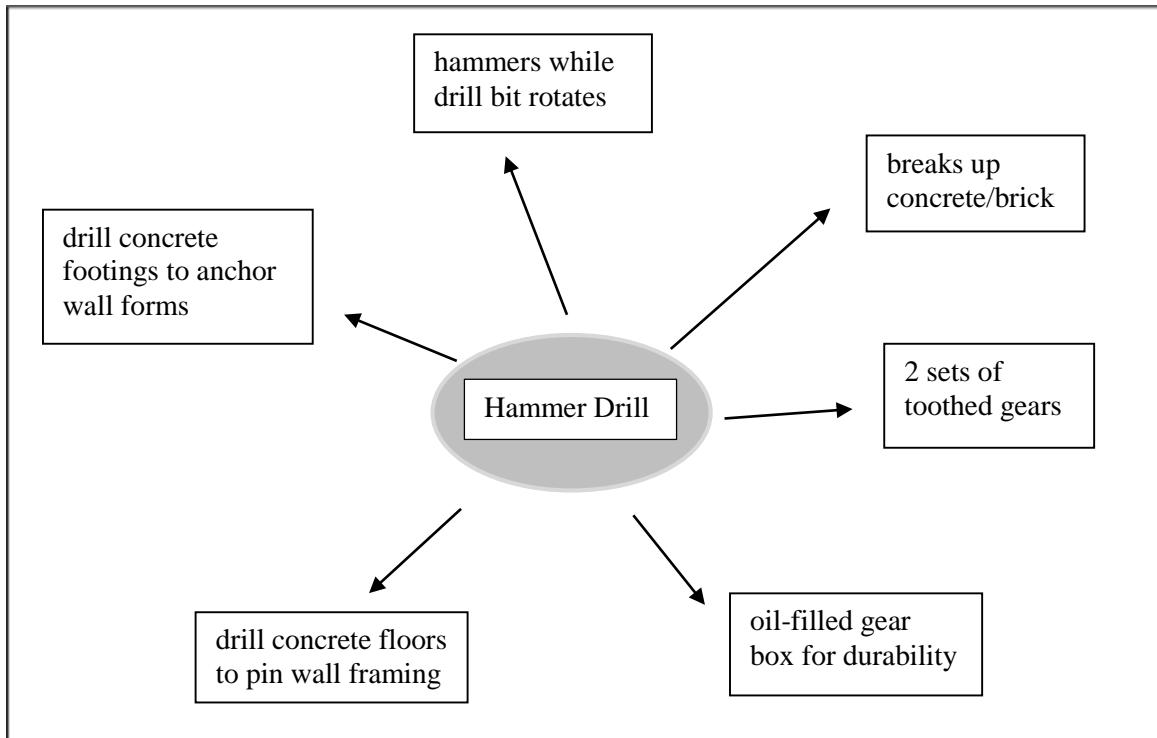 hammers while
drill bit rotates
breaks up
concrete/brick
drill concrete
footings to anchor
wall forms
2 sets of
toothed gears
Hammer Drill
drill concrete floors
to pin wall framing
oil-filled gear
box for durability